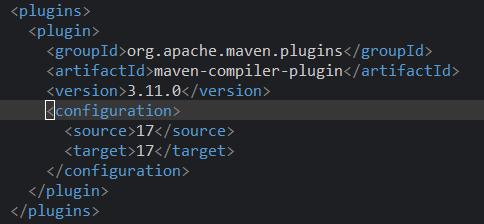 <plugins>
<plugin>
<groupId>org.apache.maven.plugins</groupId>
<artifactId>maven-compiler-plugin</artifactId>
<version>3.11.0</version>
<configuration>
<source>17</source>
<target>17</target>
</configuration>
</plugin>
</plugins>